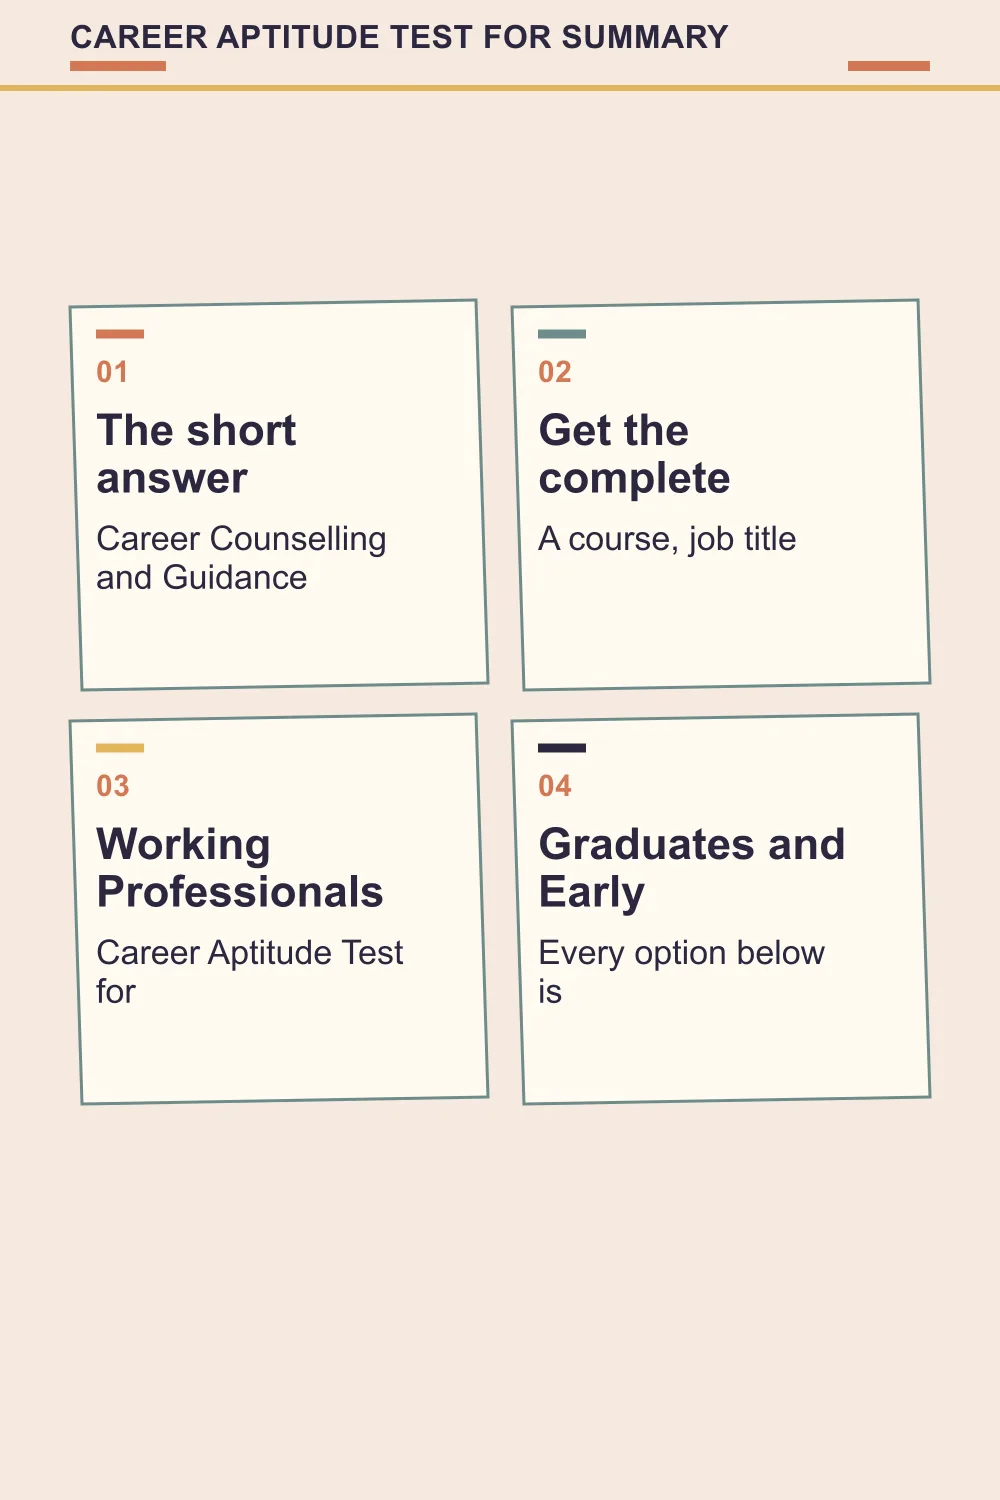 CAREER APTITUDE TEST FOR SUMMARY
01
The short
answer
Career Counselling
and Guidance
02
Get the
complete
A course, job title
03
Working
Professionals
Career Aptitude Test
for
04
Graduates and
Early
Every option below
is